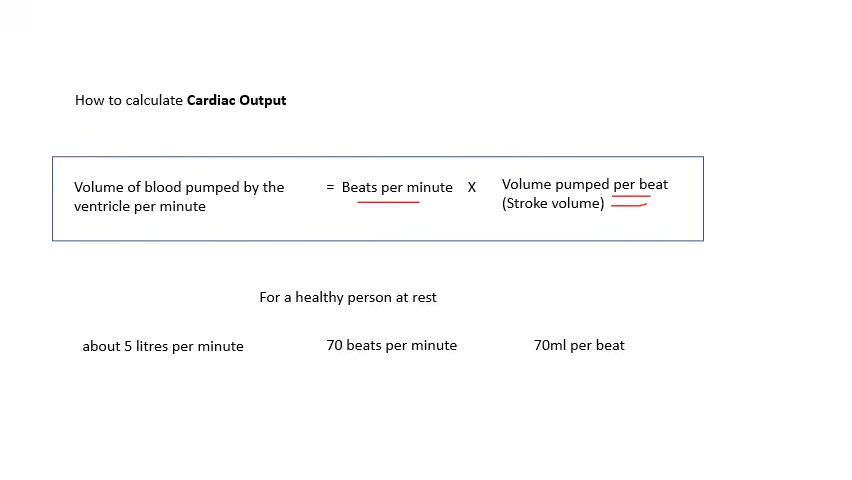 How to calculate Cardiac Output
Volume of blood pumped by the
ventricle per minute
= Beats per minute X
Volume pumped per beat
(Stroke volume)
For a healthy person at rest
about 5 litres per minute
70 beats per minute
70ml per beat